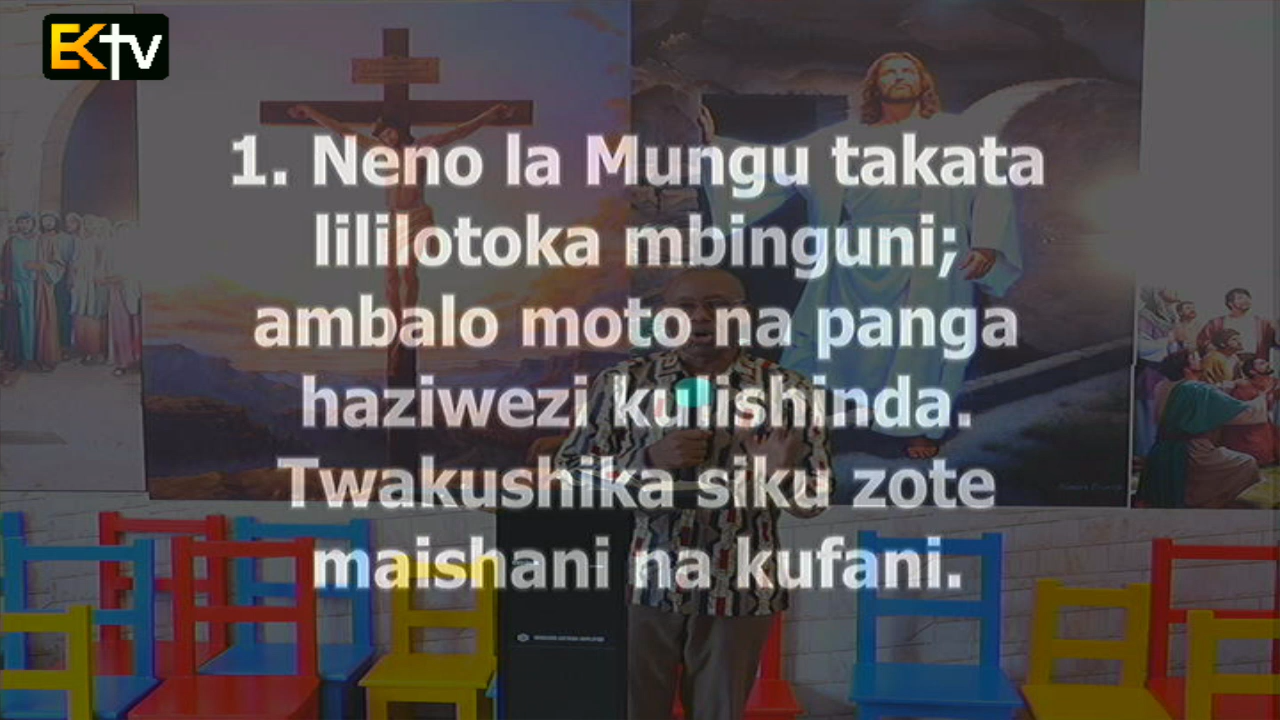 EKTV
1. Neno la Mungu takata
lililotoka mbinguni;
ambalo moto na panga
haziwezi kulishinda.
Twakushika siku zote
maishani na kufani.